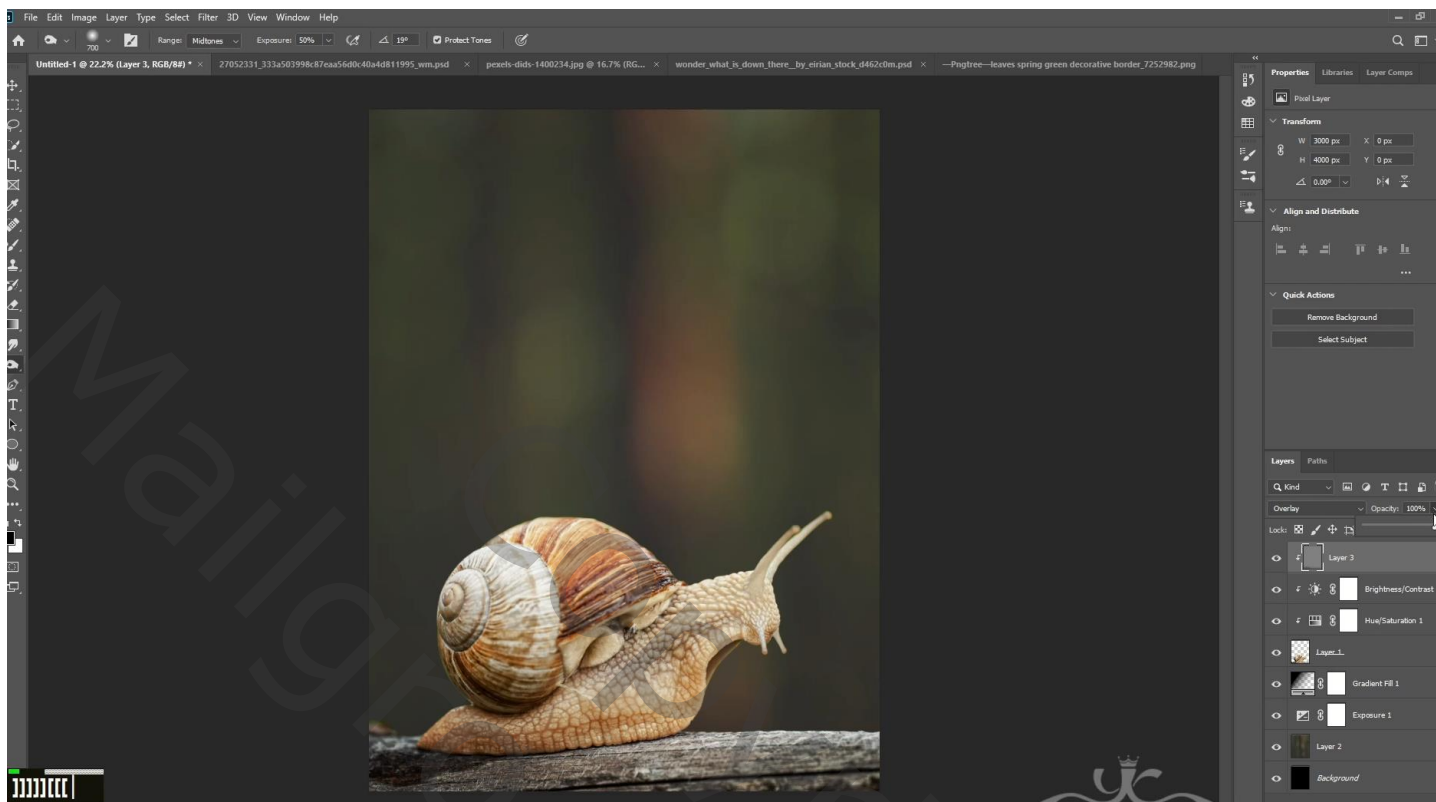 File Edit Image Layer Type Select Filter 3D View Window Help
700 Range: Midtones Exposure: 50% 19° Protect Tones
Untitled-1 @ 22.2% (Layer 3, RGB/8#) * × 27052331_333a503998c87eaa56d0c40a4d811995_wm.psd × pexels-dids-1400234.jpg @ 16.7% (RG... × wonder_what_is_down_there__by_eirian_stock_d462c0m.psd × —Pngtree—leaves spring green decorative border_7252982.png
Properties Libraries Layer Comps
Pixel Layer
Transform
W 3000 px X 0 px
H 4000 px Y 0 px
0.00°
Align and Distribute
Align:
Quick Actions
Remove Background
Select Subject
Layers Paths
Kind
Overlay Opacity: 100%
Lock:
Layer 3
Brightness/Contrast
Hue/Saturation 1
Layer 1
Gradient Fill 1
Exposure 1
Layer 2
Background
]]]]][[[